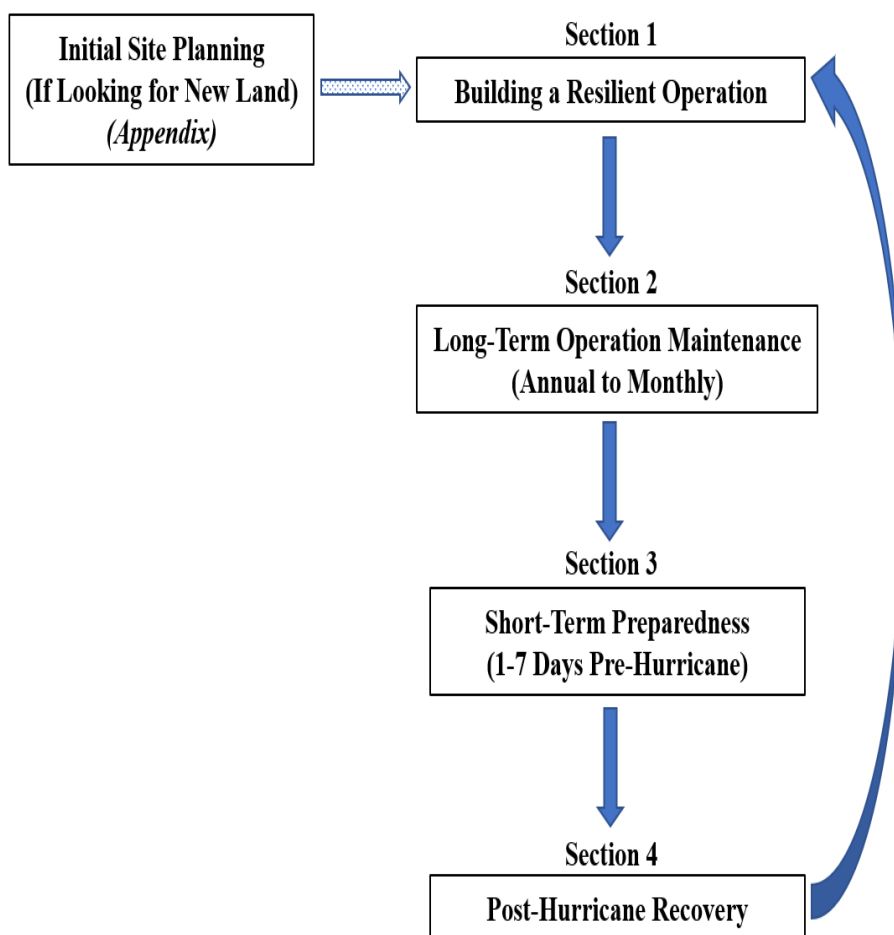 Initial Site Planning
(If Looking for New Land)
(Appendix)
Section 1
Building a Resilient Operation
Section 2
Long-Term Operation Maintenance
(Annual to Monthly)
Section 3
Short-Term Preparedness
(1-7 Days Pre-Hurricane)
Section 4
Post-Hurricane Recovery